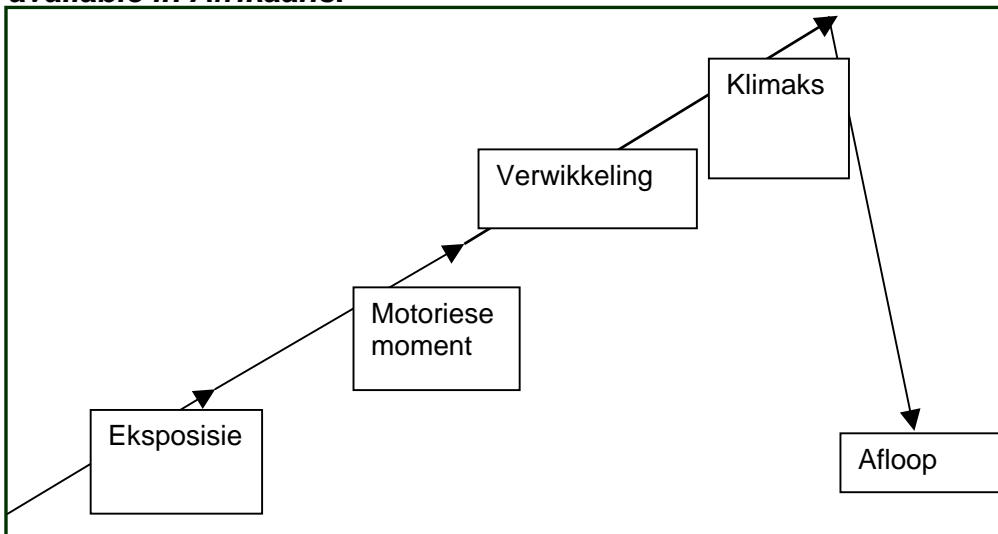 available in Afrikaans.
Klimaks
Verwikkeling
Motoriese
moment
Eksposisie
Afloop